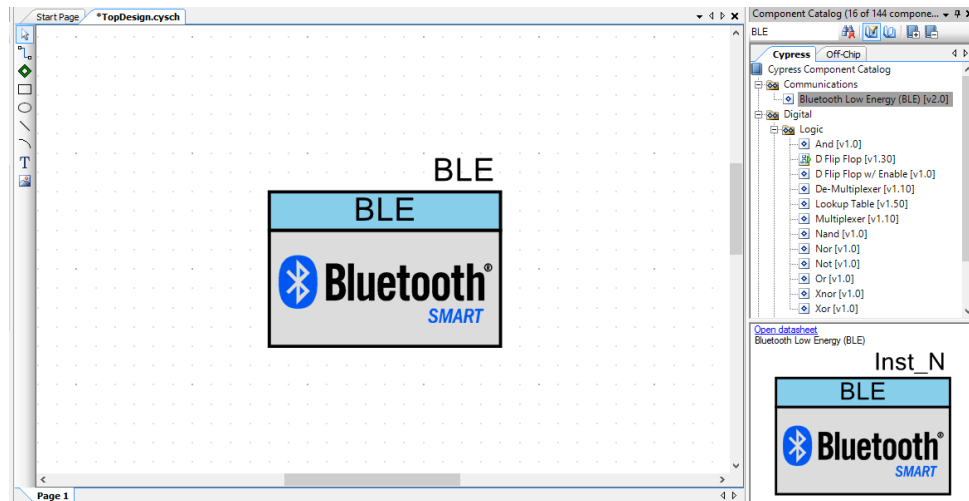 Start Page
*TopDesign.cysch
BLE
BLE
Bluetooth®
SMART
Page 1
Component Catalog (16 of 144 compone...
BLE
Cypress
Off-Chip
Cypress Component Catalog
Communications
Bluetooth Low Energy (BLE) [v2.0]
Digital
Logic
And [v1.0]
D Flip Flop [v1.30]
D Flip Flop w/ Enable [v1.0]
De-Multiplexer [v1.10]
Lookup Table [v1.50]
Multiplexer [v1.10]
Nand [v1.0]
Nor [v1.0]
Not [v1.0]
Or [v1.0]
Xnor [v1.0]
Xor [v1.0]
Open datasheet
Bluetooth Low Energy (BLE)
Inst_N
BLE
Bluetooth®
SMART